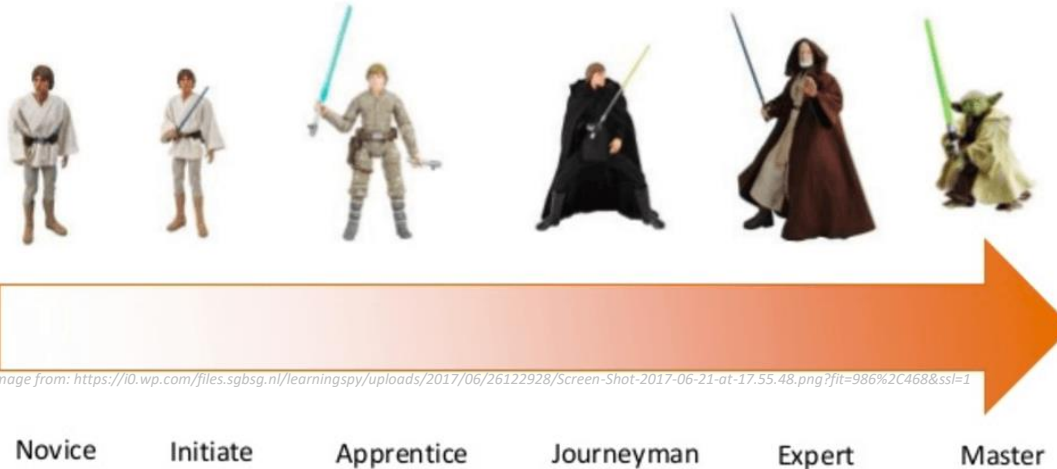 mage from: https://i0.wp.com/files.sgbsg.nl/learningspy/uploads/2017/06/26122928/Screen-Shot-2017-06-21-at-17.55.48.png?fit=986%2C468&ssl=1
Novice Initiate Apprentice Journeyman Expert Master